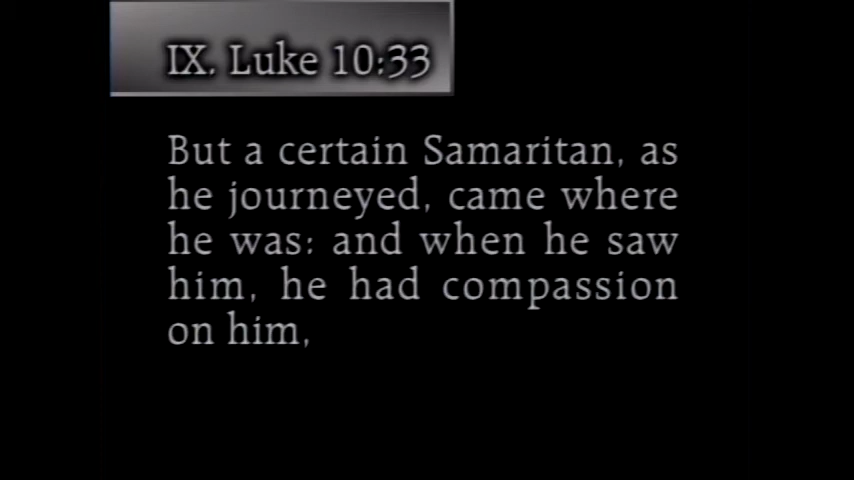 IX. Luke 10:33
But a certain Samaritan, as
he journeyed, came where
he was: and when he saw
him, he had compassion
on him,